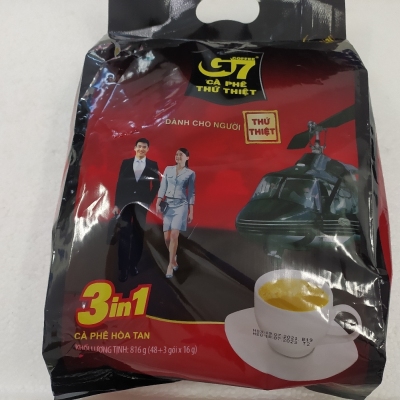 COFFEE
G7
CÀ PHÊ
THỨ THIỆT
DÀNH CHO NGƯỜI
THỨ
THIỆT
3in1
CÀ PHÊ HÒA TAN
KHỐI LƯỢNG TỊNH: 816 g (48+3 gói x 16 g)